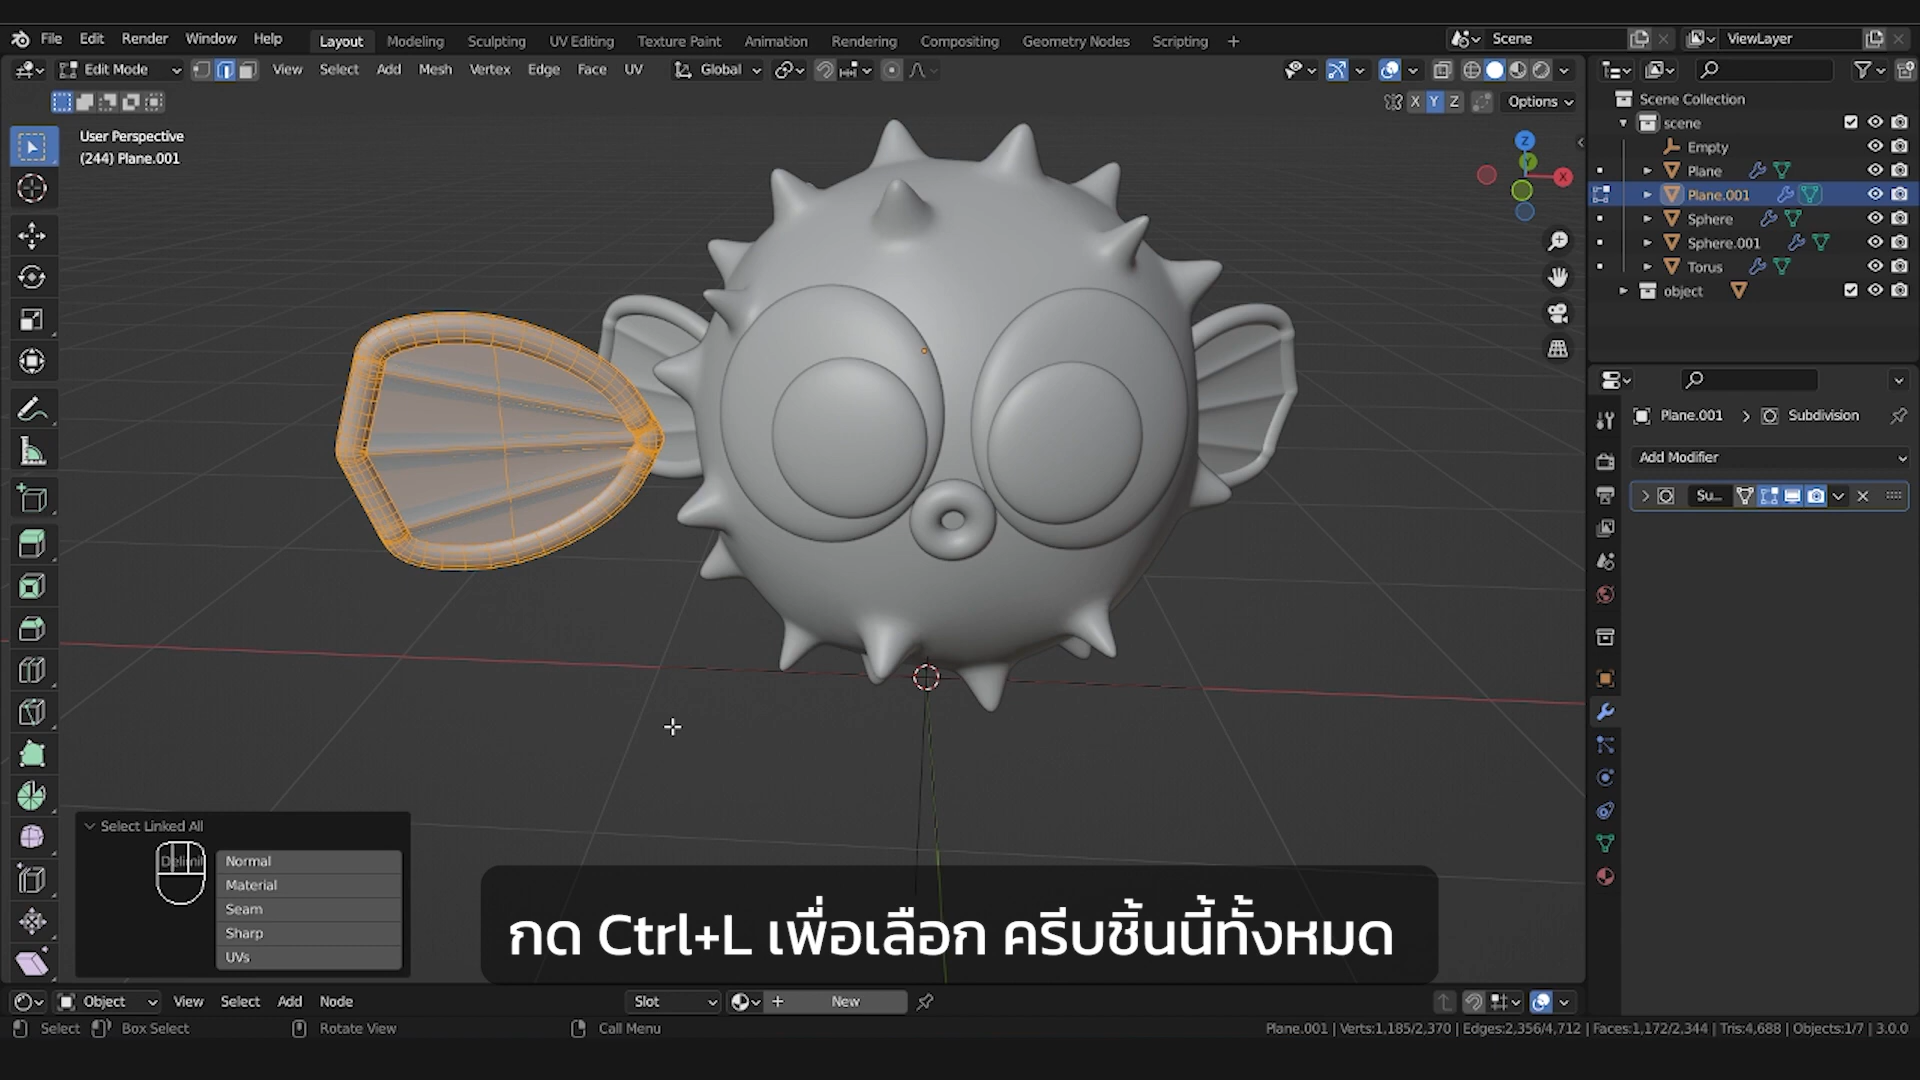 File Edit Render Window Help Layout Modeling Sculpting UV Editing Texture Paint Animation Rendering Compositing Geometry Nodes Scripting + Scene ViewLayer
Edit Mode View Select Add Mesh Vertex Edge Face UV Global
X Y Z Options
User Perspective
(244) Plane.001
Z
Y
X
Scene Collection
scene
Empty
Plane
Plane.001
Sphere
Sphere.001
Torus
object
Plane.001 Subdivision
Add Modifier
Su...
Select Linked All
Normal
Material
Seam
Sharp
UVs
กด Ctrl+L เพื่อเลือก ครีบชิ้นนี้ทั้งหมด
Object View Select Add Node Slot New
Select Box Select Rotate View Call Menu Plane.001 | Verts:1,185/2,370 | Edges:2,356/4,712 | Faces:1,172/2,344 | Tris:4,688 | Objects:1/7 | 3.0.0